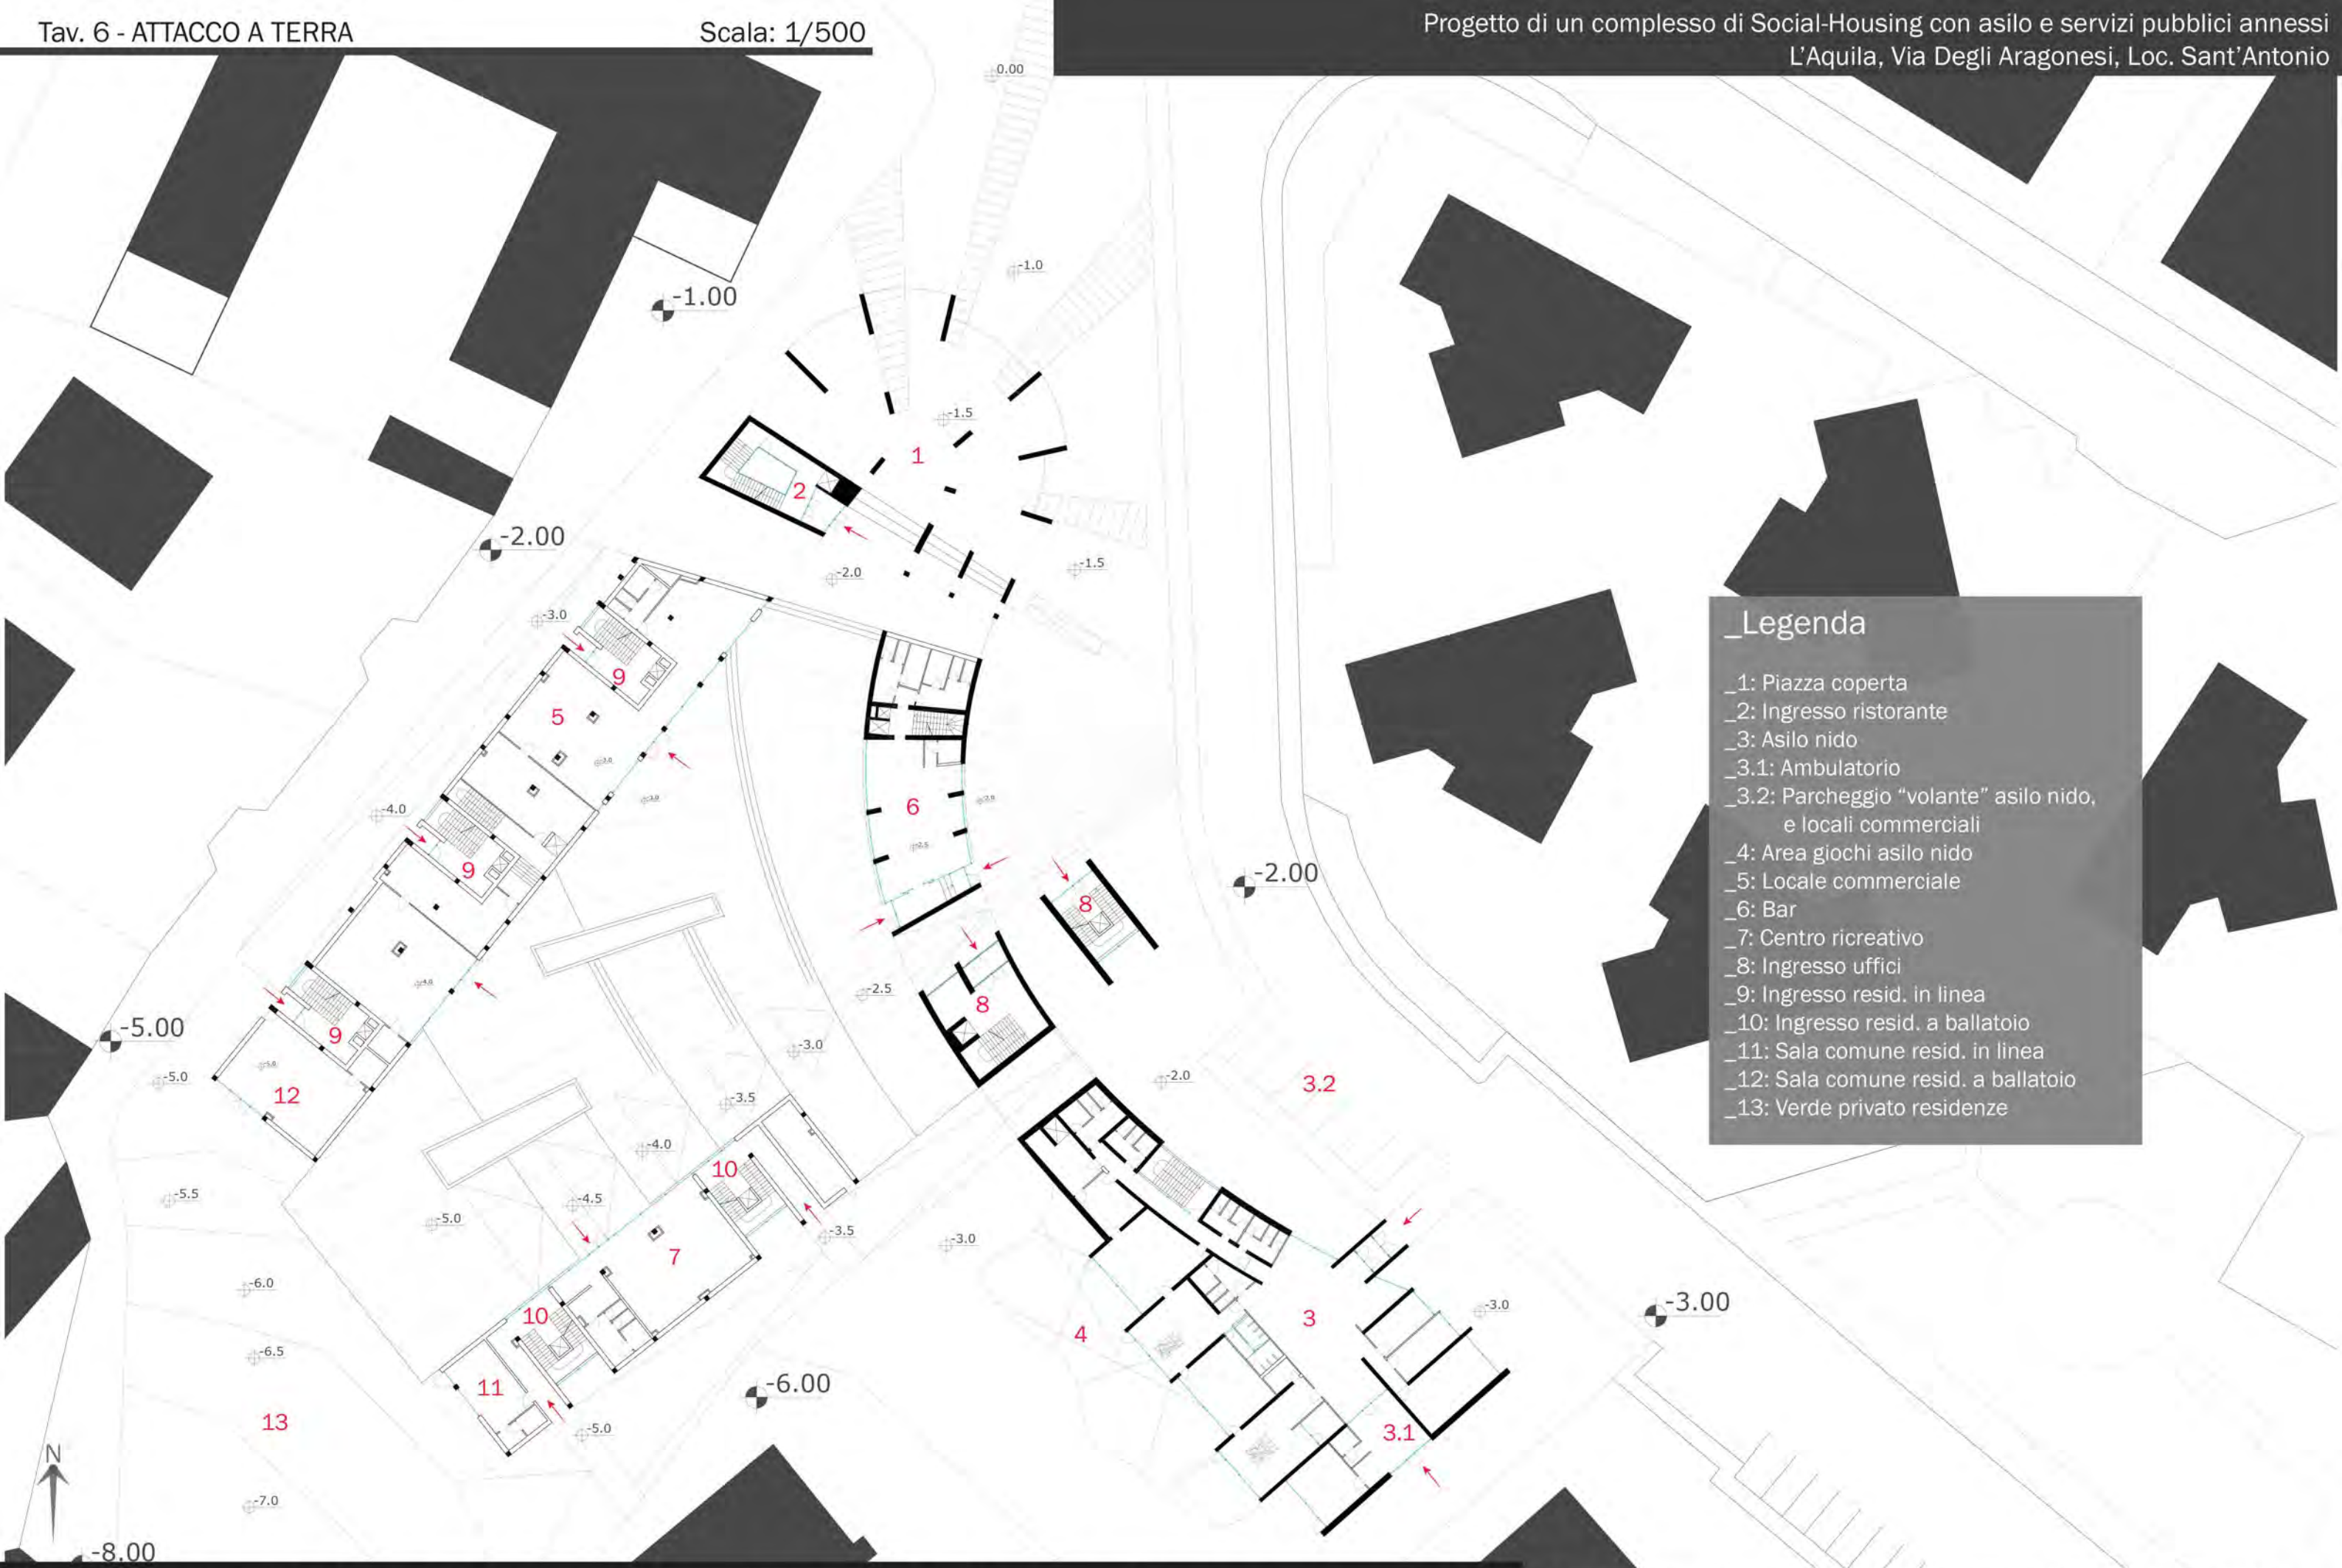 Tav. 6 - ATTACCO A TERRA
Scala: 1/500
Progetto di un complesso di Social-Housing con asilo e servizi pubblici annessi
L'Aquila, Via Degli Aragonesi, Loc. Sant'Antonio
0.00
-1.0
-1.00
-1.5
1
2
-2.00
-2.0
-1.5
-3.0
9
5
-4.0
6
9
-2.00
8
-2.5
8
-5.00
9
-3.0
-5.0
12
-2.0
3.2
-3.5
-4.0
10
-5.5
-4.5
-5.0
-3.5
-3.0
7
-6.0
10
3
-3.0
-3.00
4
-6.5
11
-6.00
13
-5.0
3.1
N
-7.0
-8.00
_Legenda
_1: Piazza coperta
_2: Ingresso ristorante
_3: Asilo nido
_3.1: Ambulatorio
_3.2: Parcheggio “volante” asilo nido,
e locali commerciali
_4: Area giochi asilo nido
_5: Locale commerciale
_6: Bar
_7: Centro ricreativo
_8: Ingresso uffici
_9: Ingresso resid. in linea
_10: Ingresso resid. a ballatoio
_11: Sala comune resid. in linea
_12: Sala comune resid. a ballatoio
_13: Verde privato residenze